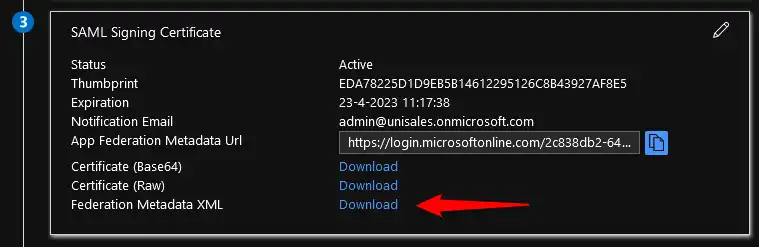 3
SAML Signing Certificate
Status Active
Thumbprint EDA78225D1D9EB5B14612295126C8B43927AF8E5
Expiration 23-4-2023 11:17:38
Notification Email admin@unisales.onmicrosoft.com
App Federation Metadata Url https://login.microsoftonline.com/2c838db2-64...
Certificate (Base64) Download
Certificate (Raw) Download
Federation Metadata XML Download